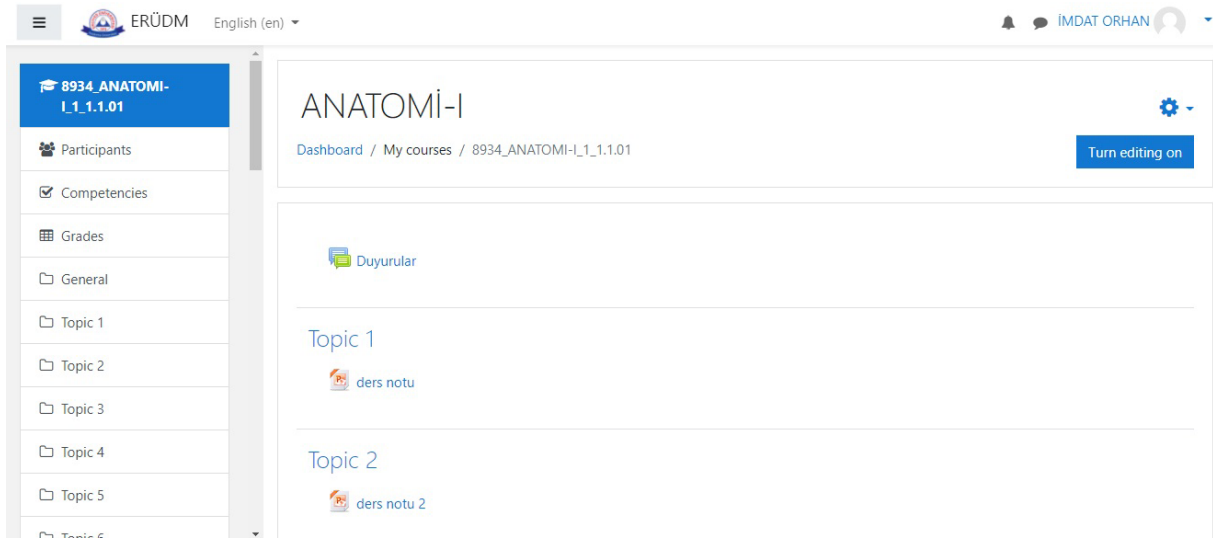 ERÜDM English (en)
İMDAT ORHAN
8934_ANATOMI-
I_1_1.1.01
Participants
Competencies
Grades
General
Topic 1
Topic 2
Topic 3
Topic 4
Topic 5
Topic 6
ANATOMİ-I
Dashboard / My courses / 8934_ANATOMI-I_1_1.1.01
Turn editing on
Duyurular
Topic 1
ders notu
Topic 2
ders notu 2